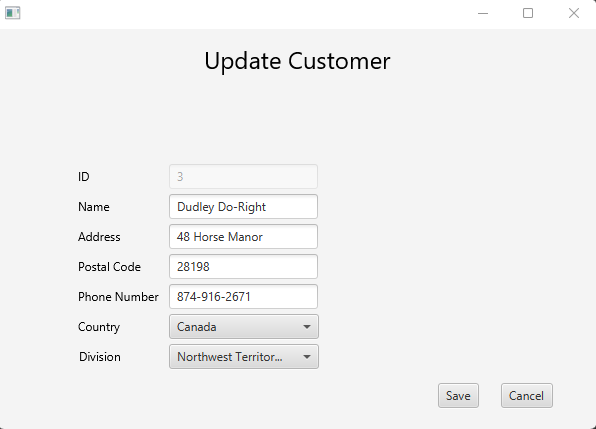 Update Customer
ID 3
Name Dudley Do-Right
Address 48 Horse Manor
Postal Code 28198
Phone Number 874-916-2671
Country Canada
Division Northwest Territor...
Save Cancel